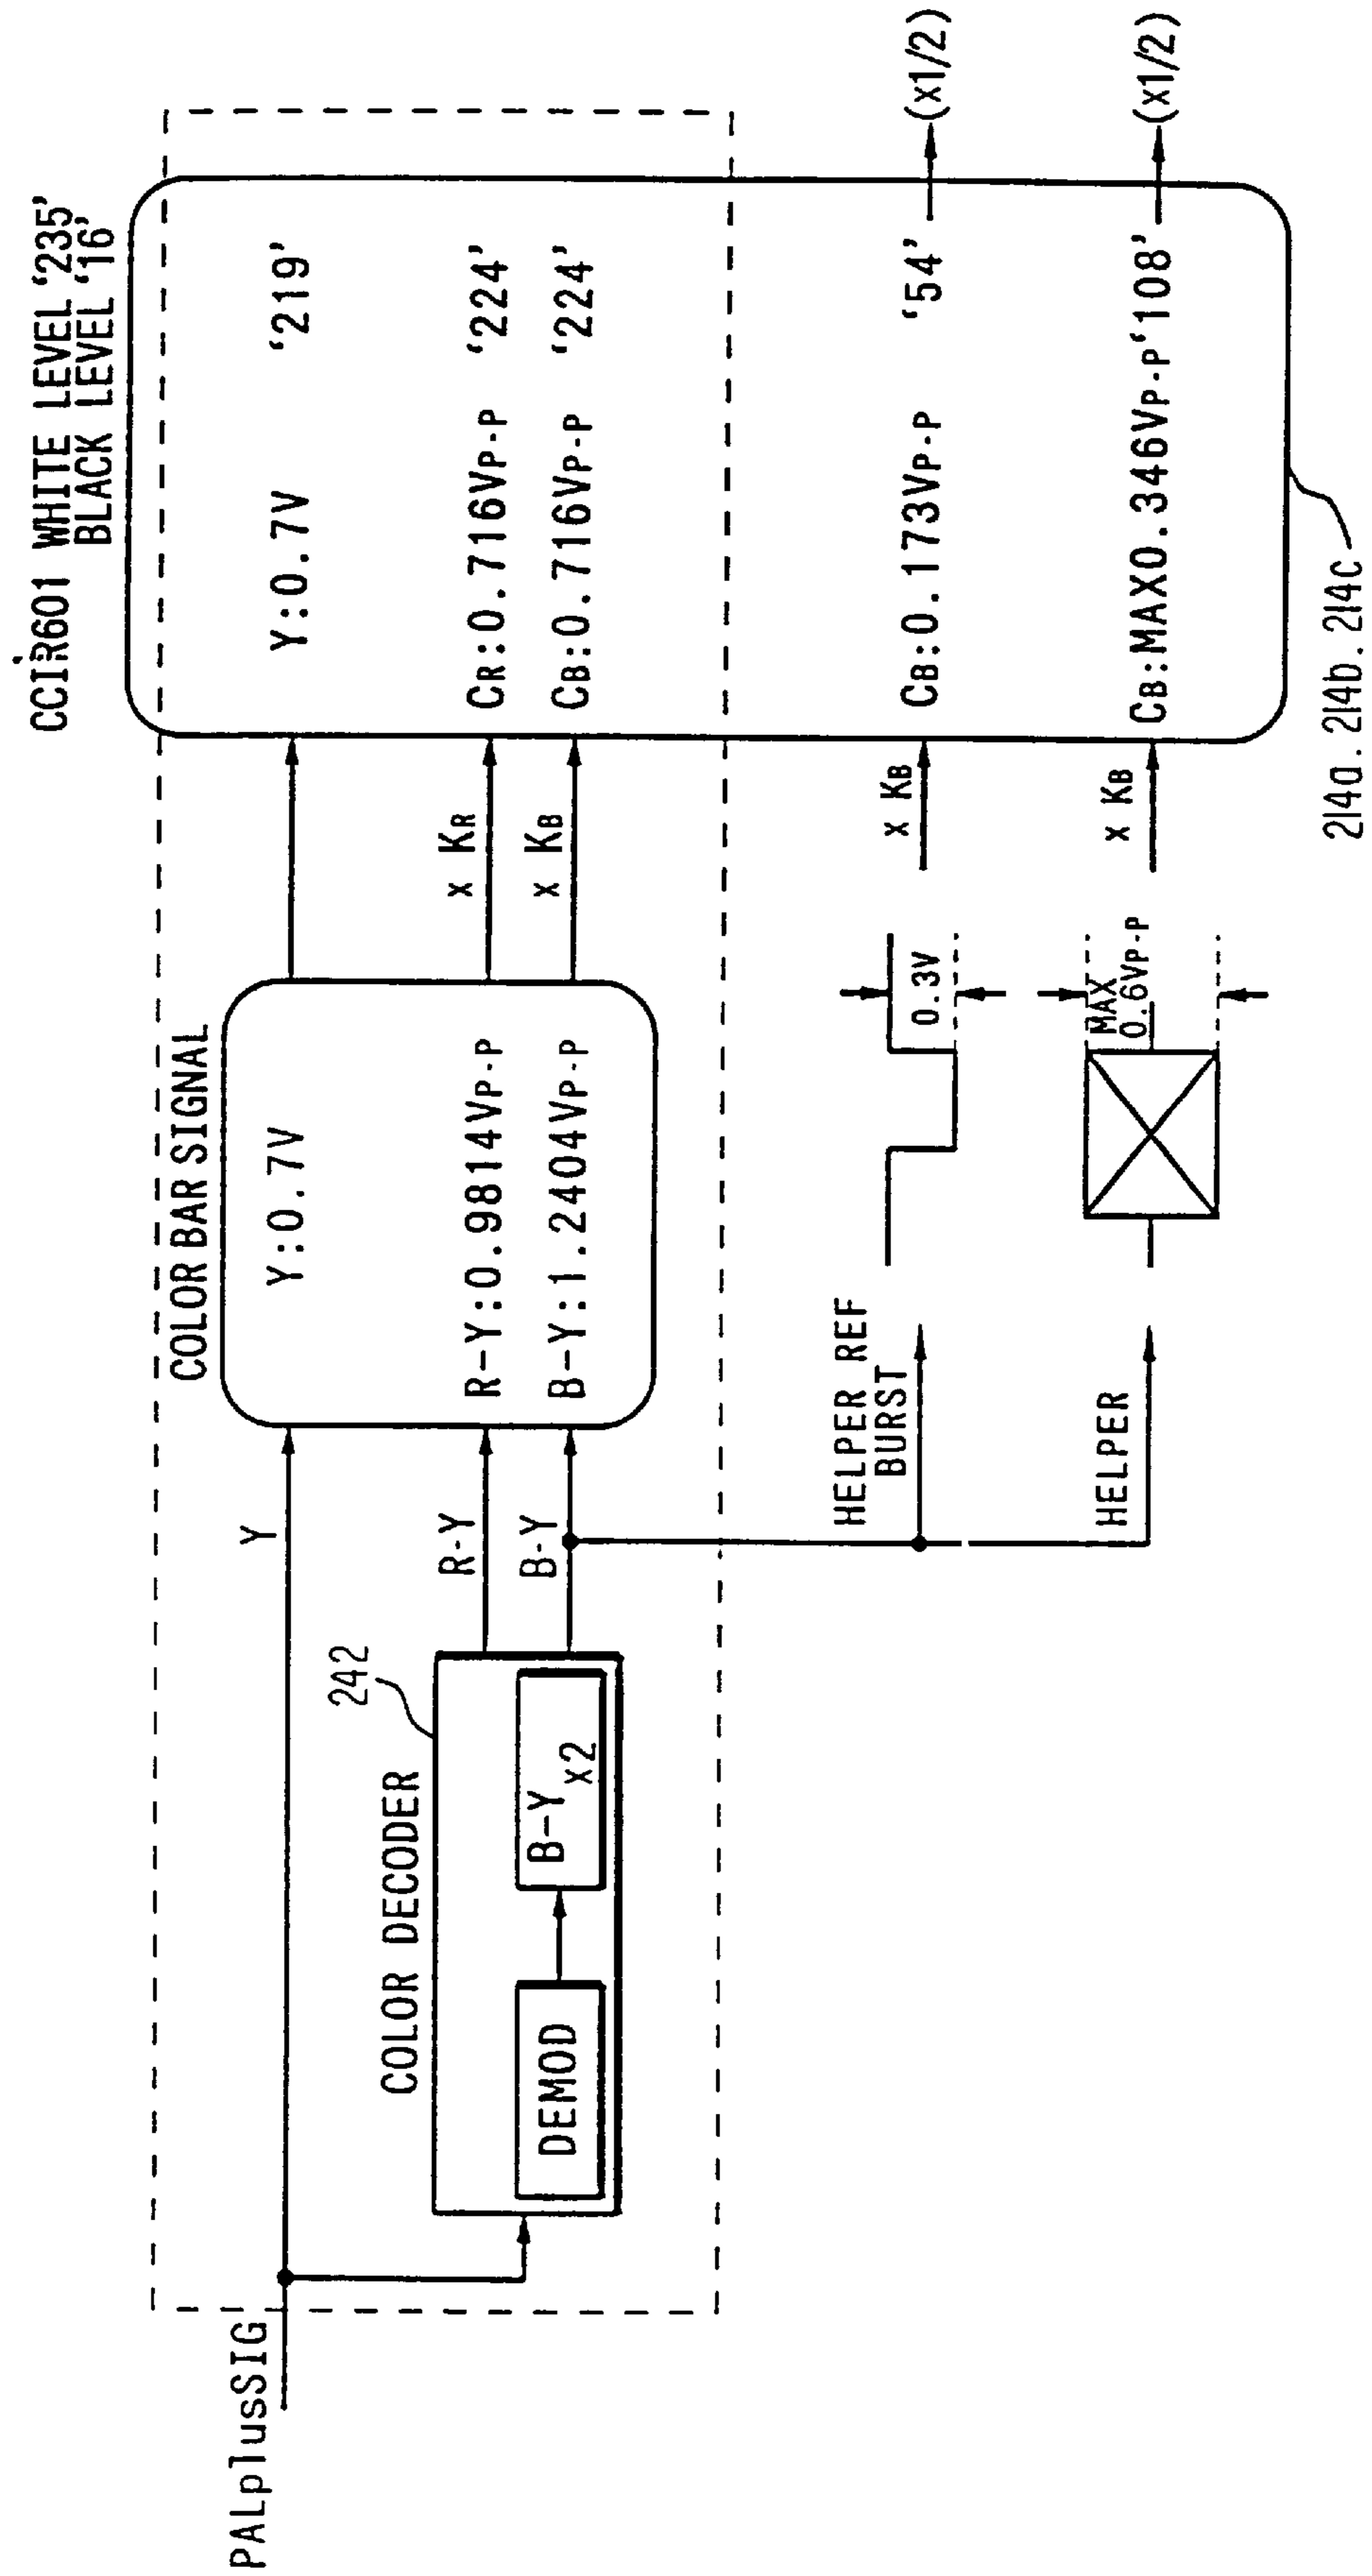 CCIR601 WHITE LEVEL ‘235’
BLACK LEVEL ‘16’
COLOR BAR SIGNAL
PALplusSIG
Y
Y:0.7V
Y:0.7V ‘219’
COLOR DECODER
242
DEMOD
B-Y
x2
R-Y
B-Y
R-Y:0.9814VP-P
B-Y:1.2404VP-P
x KR
x KB
CR:0.716VP-P ‘224’
CB:0.716VP-P ‘224’
HELPER REF
BURST
0.3V
x KB
CB:0.173VP-P ‘54’
(x1/2)
HELPER
MAX
0.6VP-P
x KB
CB:MAX0.346VP-P‘108’
(x1/2)
214a. 214b. 214c